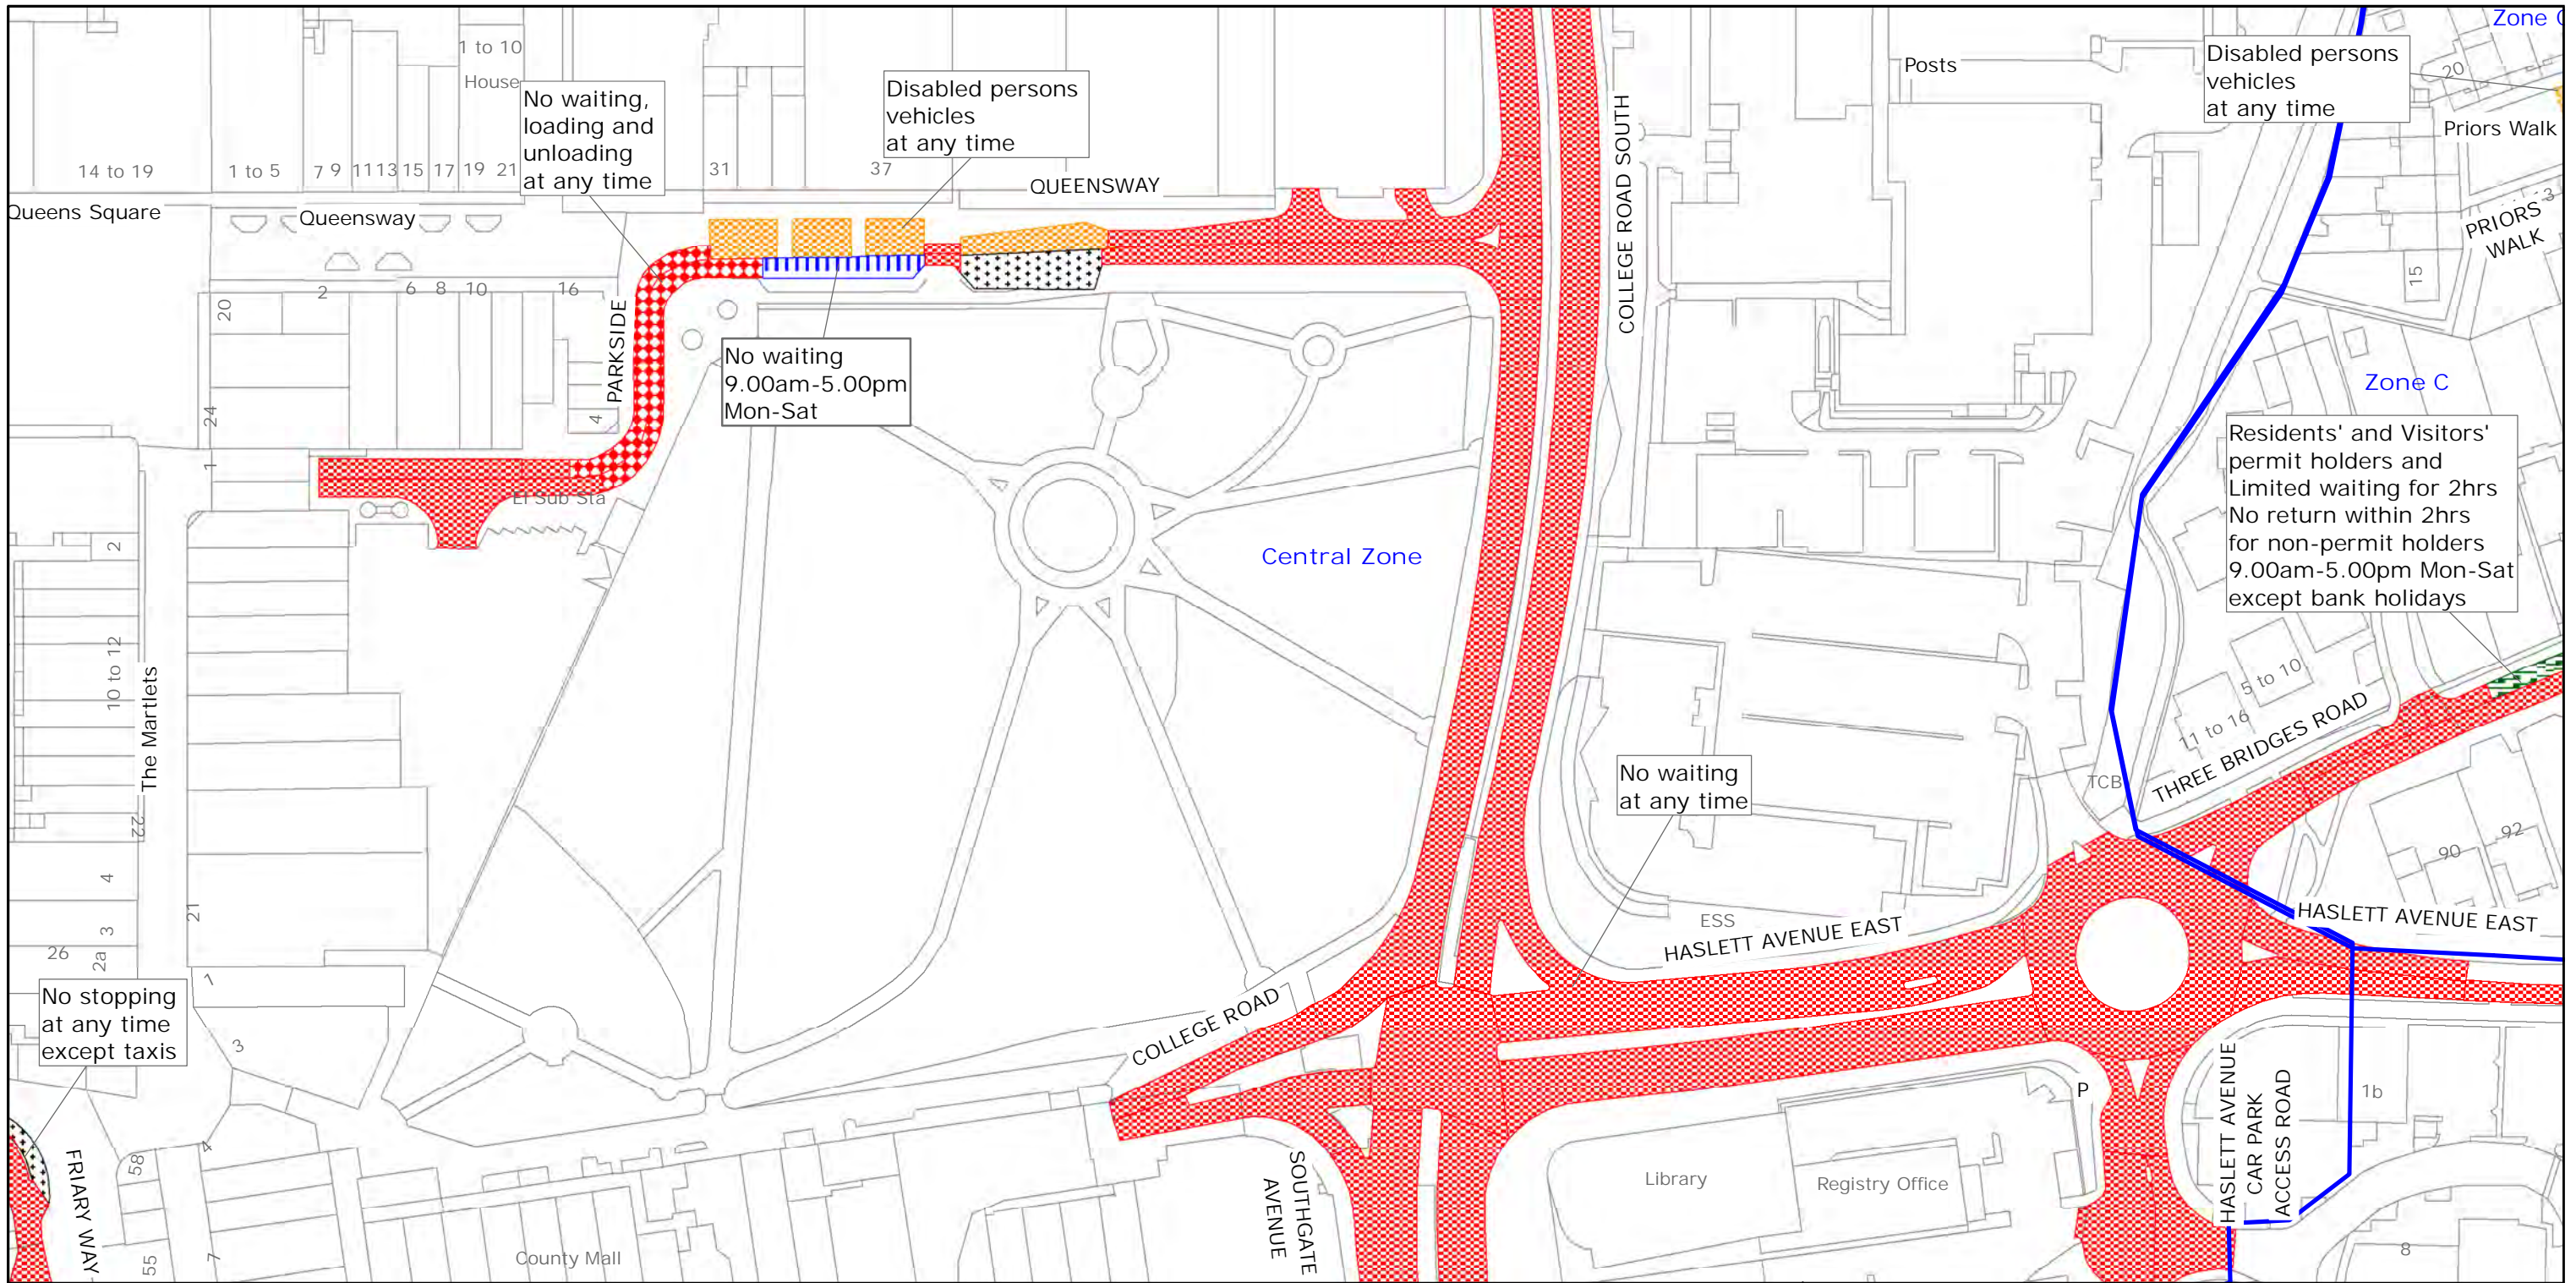 Zone
1 to 10
House
No waiting,
loading and
unloading
at any time
Disabled persons
vehicles
at any time
Posts
Disabled persons
vehicles
at any time
20
Priors Walk
14 to 19
1 to 5
7 9
11
13
15
17
19
21
31
37
QUEENSWAY
COLLEGE ROAD SOUTH
3
PRIORS
WALK
15
Queens Square
Queensway
20
2
6
8
10
16
PARKSIDE
4
24
1
No waiting
9.00am-5.00pm
Mon-Sat
Zone C
Residents' and Visitors'
permit holders and
Limited waiting for 2hrs
No return within 2hrs
for non-permit holders
9.00am-5.00pm Mon-Sat
except bank holidays
El Sub Sta
Central Zone
2
10 to 12
The Martlets
22
5 to 10
11 to 16
THREE BRIDGES ROAD
TCB
No waiting
at any time
92
90
4
3
2a
26
21
1
3
ESS
HASLETT AVENUE EAST
HASLETT AVENUE EAST
No stopping
at any time
except taxis
COLLEGE ROAD
P
1b
HASLETT AVENUE
CAR PARK
ACCESS ROAD
58
4
FRIARY WAY
55
7
County Mall
SOUTHGATE
AVENUE
Library
Registry Office
8